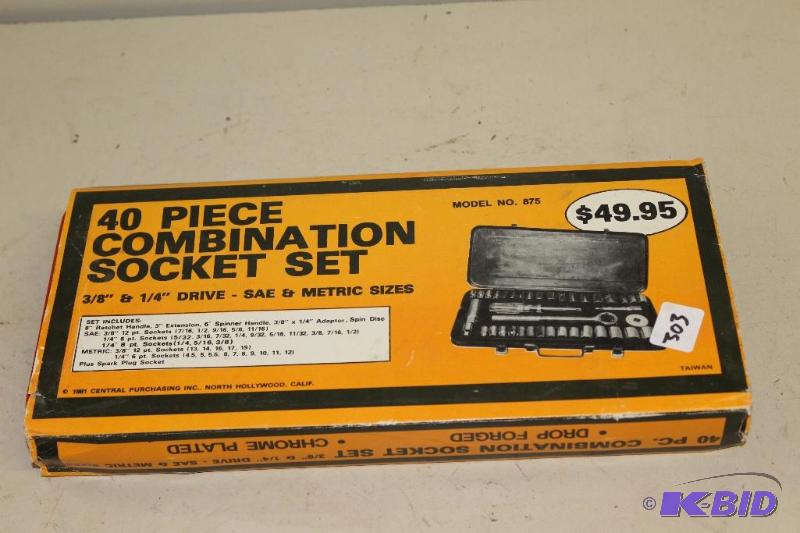 40 PIECE
COMBINATION
SOCKET SET
3/8" & 1/4" DRIVE - SAE & METRIC SIZES
MODEL NO. 875
$49.95
SET INCLUDES:
8" Ratchet Handle, 3" Extension, 6" Spinner Handle, 3/8" x 1/4" Adaptor, Spin Disc
SAE: 3/8" 12 pt. Sockets (7/16, 1/2, 9/16, 5/8, 11/16)
1/4" 6 pt. Sockets (5/32, 3/16, 7/32, 1/4, 9/32, 5/16, 11/32, 3/8, 7/16, 1/2)
1/4" 8 pt. Sockets (1/4, 5/16, 3/8)
METRIC: 3/8" 12 pt. Sockets (13, 14, 16, 17, 19)
1/4" 6 pt. Sockets (4.5, 5, 5.5, 6, 7, 8, 9, 10, 11, 12)
Plus Spark Plug Socket
© 1981 CENTRAL PURCHASING INC., NORTH HOLLYWOOD, CALIF.
303
TAIWAN
40 PC. COMBINATION SOCKET SET 3/8" & 1/4" DRIVE - SAE & METRIC
• DROP FORGED
• CHROME PLATED
© K-BID